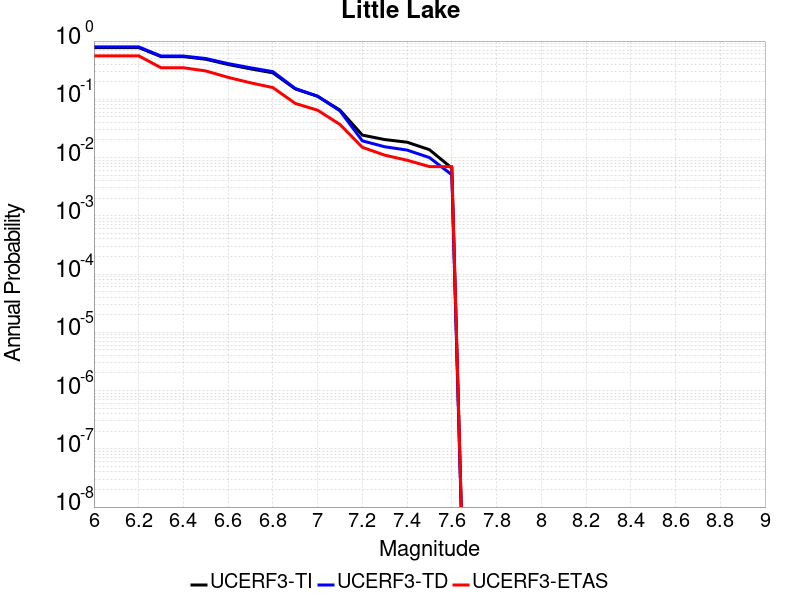 Little Lake
Annual Probability
10^0
10^-1
10^-2
10^-3
10^-4
10^-5
10^-6
10^-7
10^-8
6 6.2 6.4 6.6 6.8 7 7.2 7.4 7.6 7.8 8 8.2 8.4 8.6 8.8 9
Magnitude
UCERF3-TI UCERF3-TD UCERF3-ETAS